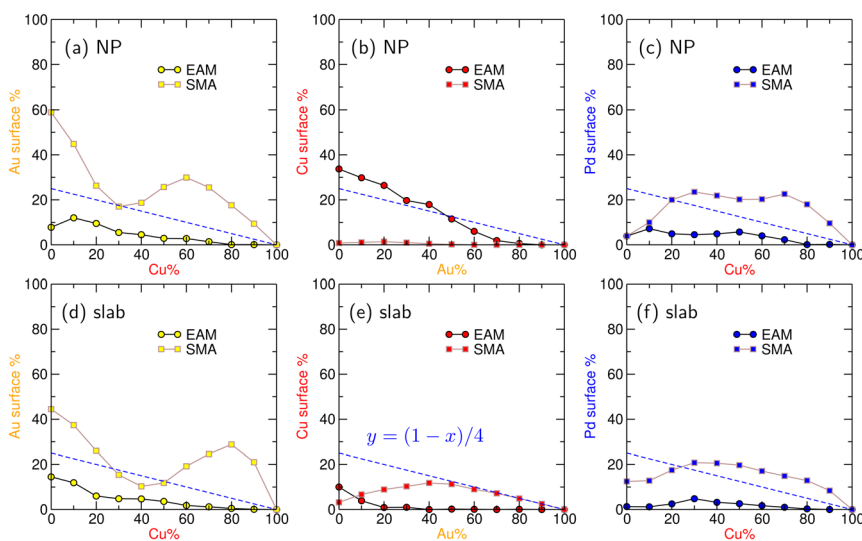 (a) NP
EAM
SMA
Au surface %
100
80
60
40
20
0
0 20 40 60 80 100
Cu%
(b) NP
EAM
SMA
Cu surface %
100
80
60
40
20
0
0 20 40 60 80 100
Au%
(c) NP
EAM
SMA
Pd surface %
100
80
60
40
20
0
0 20 40 60 80 100
Cu%
(d) slab
EAM
SMA
Au surface %
100
80
60
40
20
0
0 20 40 60 80 100
Cu%
(e) slab
EAM
SMA
y = (1 − x)/4
Cu surface %
100
80
60
40
20
0
0 20 40 60 80 100
Au%
(f) slab
EAM
SMA
Pd surface %
100
80
60
40
20
0
0 20 40 60 80 100
Cu%